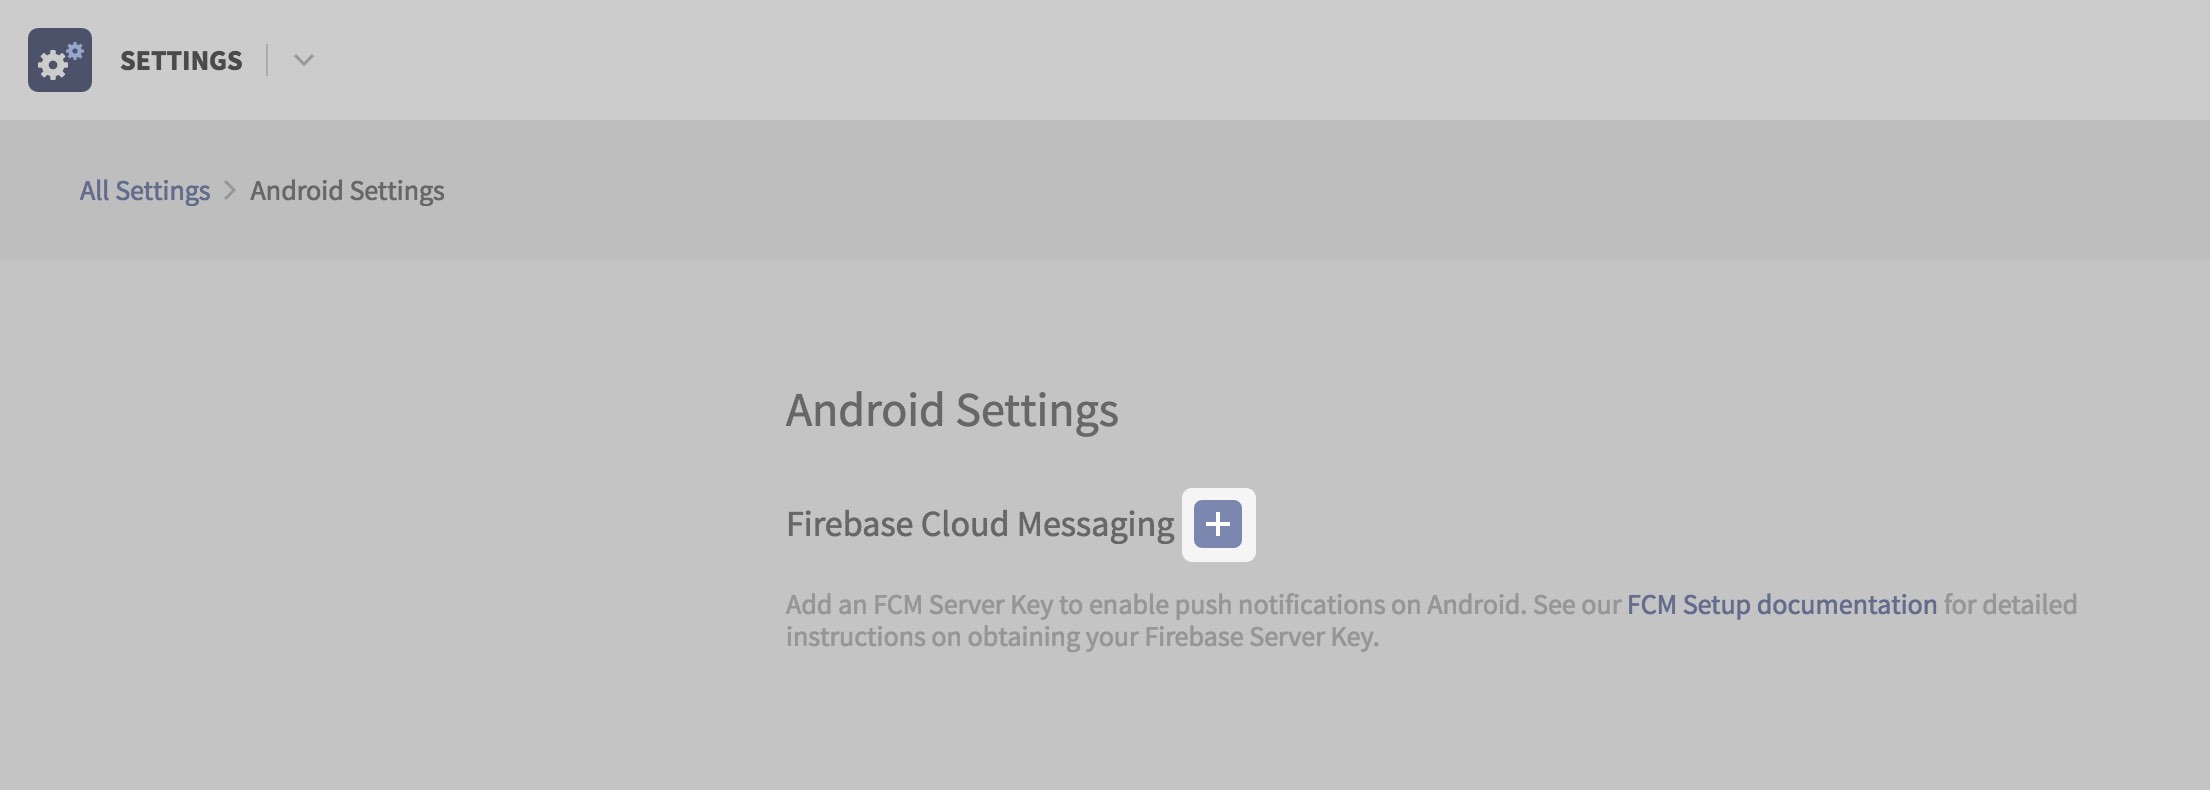 SETTINGS
All Settings > Android Settings
Android Settings
Firebase Cloud Messaging +
Add an FCM Server Key to enable push notifications on Android. See our FCM Setup documentation for detailed
instructions on obtaining your Firebase Server Key.